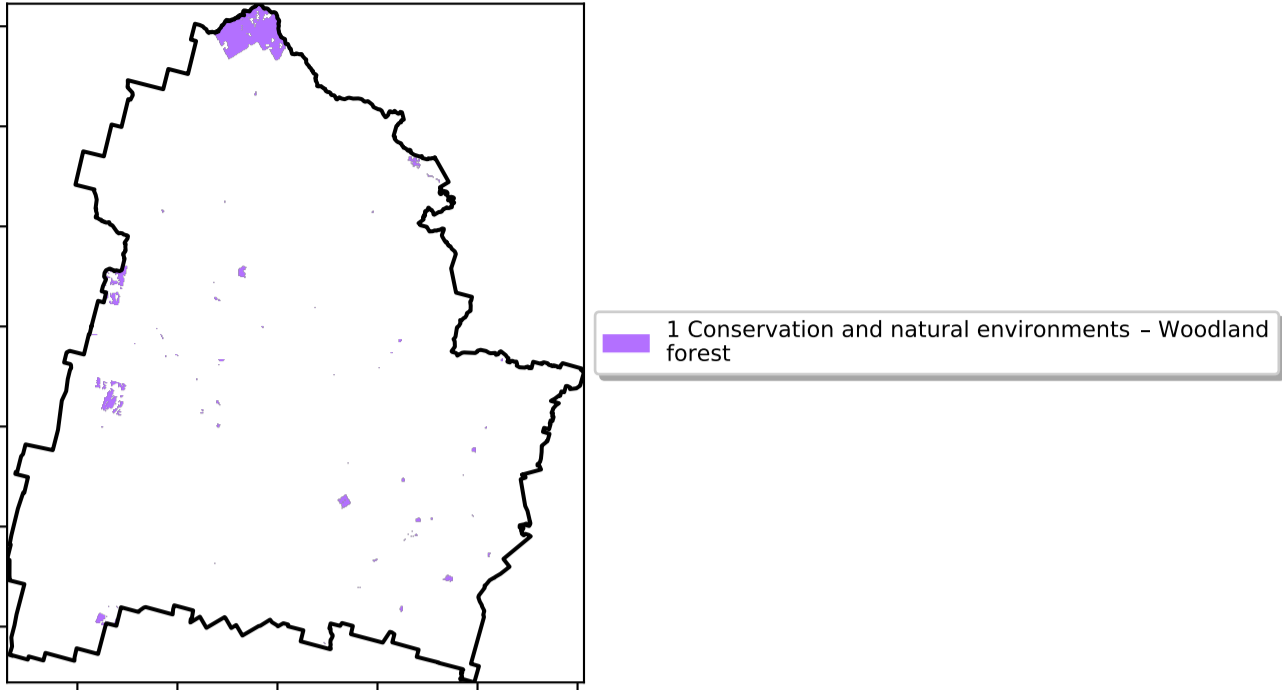 1 Conservation and natural environments – Woodland
forest